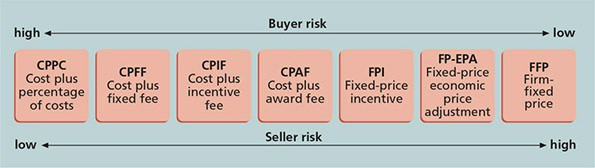 Buyer risk
high low
CPPC
Cost plus
percentage
of costs
CPFF
Cost plus
fixed fee
CPIF
Cost plus
incentive
fee
CPAF
Cost plus
award fee
FPI
Fixed-price
incentive
FP-EPA
Fixed-price
economic
price
adjustment
FFP
Firm-
fixed
price
low high
Seller risk